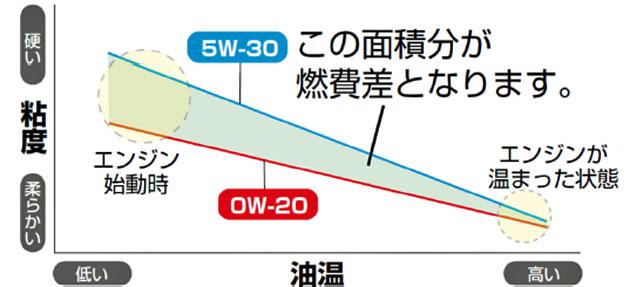 硬い
粘度
柔らかい
5W-30
この面積分が
燃費差となります。
エンジン
始動時
0W-20
エンジンが
温まった状態
低い
油温
高い